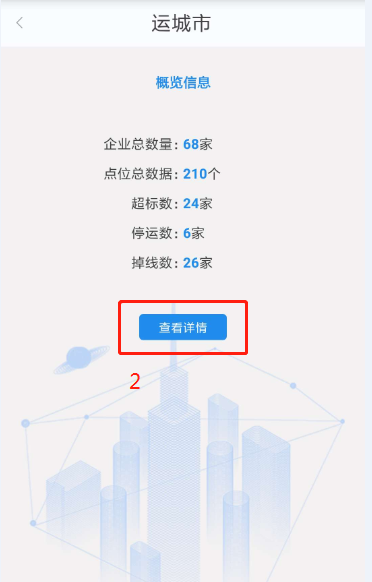 运城市
概览信息
企业总数量：68家
点位总数据：210个
超标数：24家
停运数：6家
掉线数：26家
查看详情
2